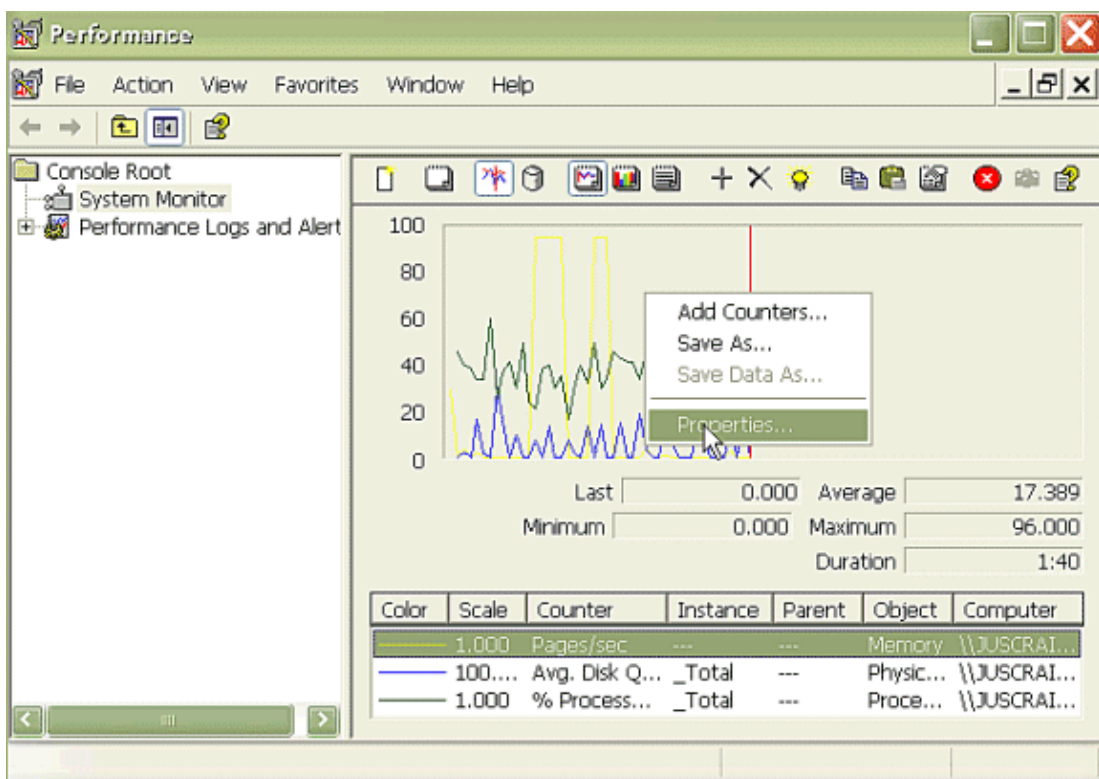 Performance
File Action View Favorites Window Help
Console Root
System Monitor
Performance Logs and Alert
100
80
60
40
20
0
Add Counters...
Save As...
Save Data As...
Properties...
Last 0.000 Average 17.389
Minimum 0.000 Maximum 96.000
Duration 1:40
Color Scale Counter Instance Parent Object Computer
1.000 Pages/sec --- --- Memory \\JUSCRAI...
100.... Avg. Disk Q... _Total --- Physic... \\JUSCRAI...
1.000 % Process... _Total --- Proce... \\JUSCRAI...